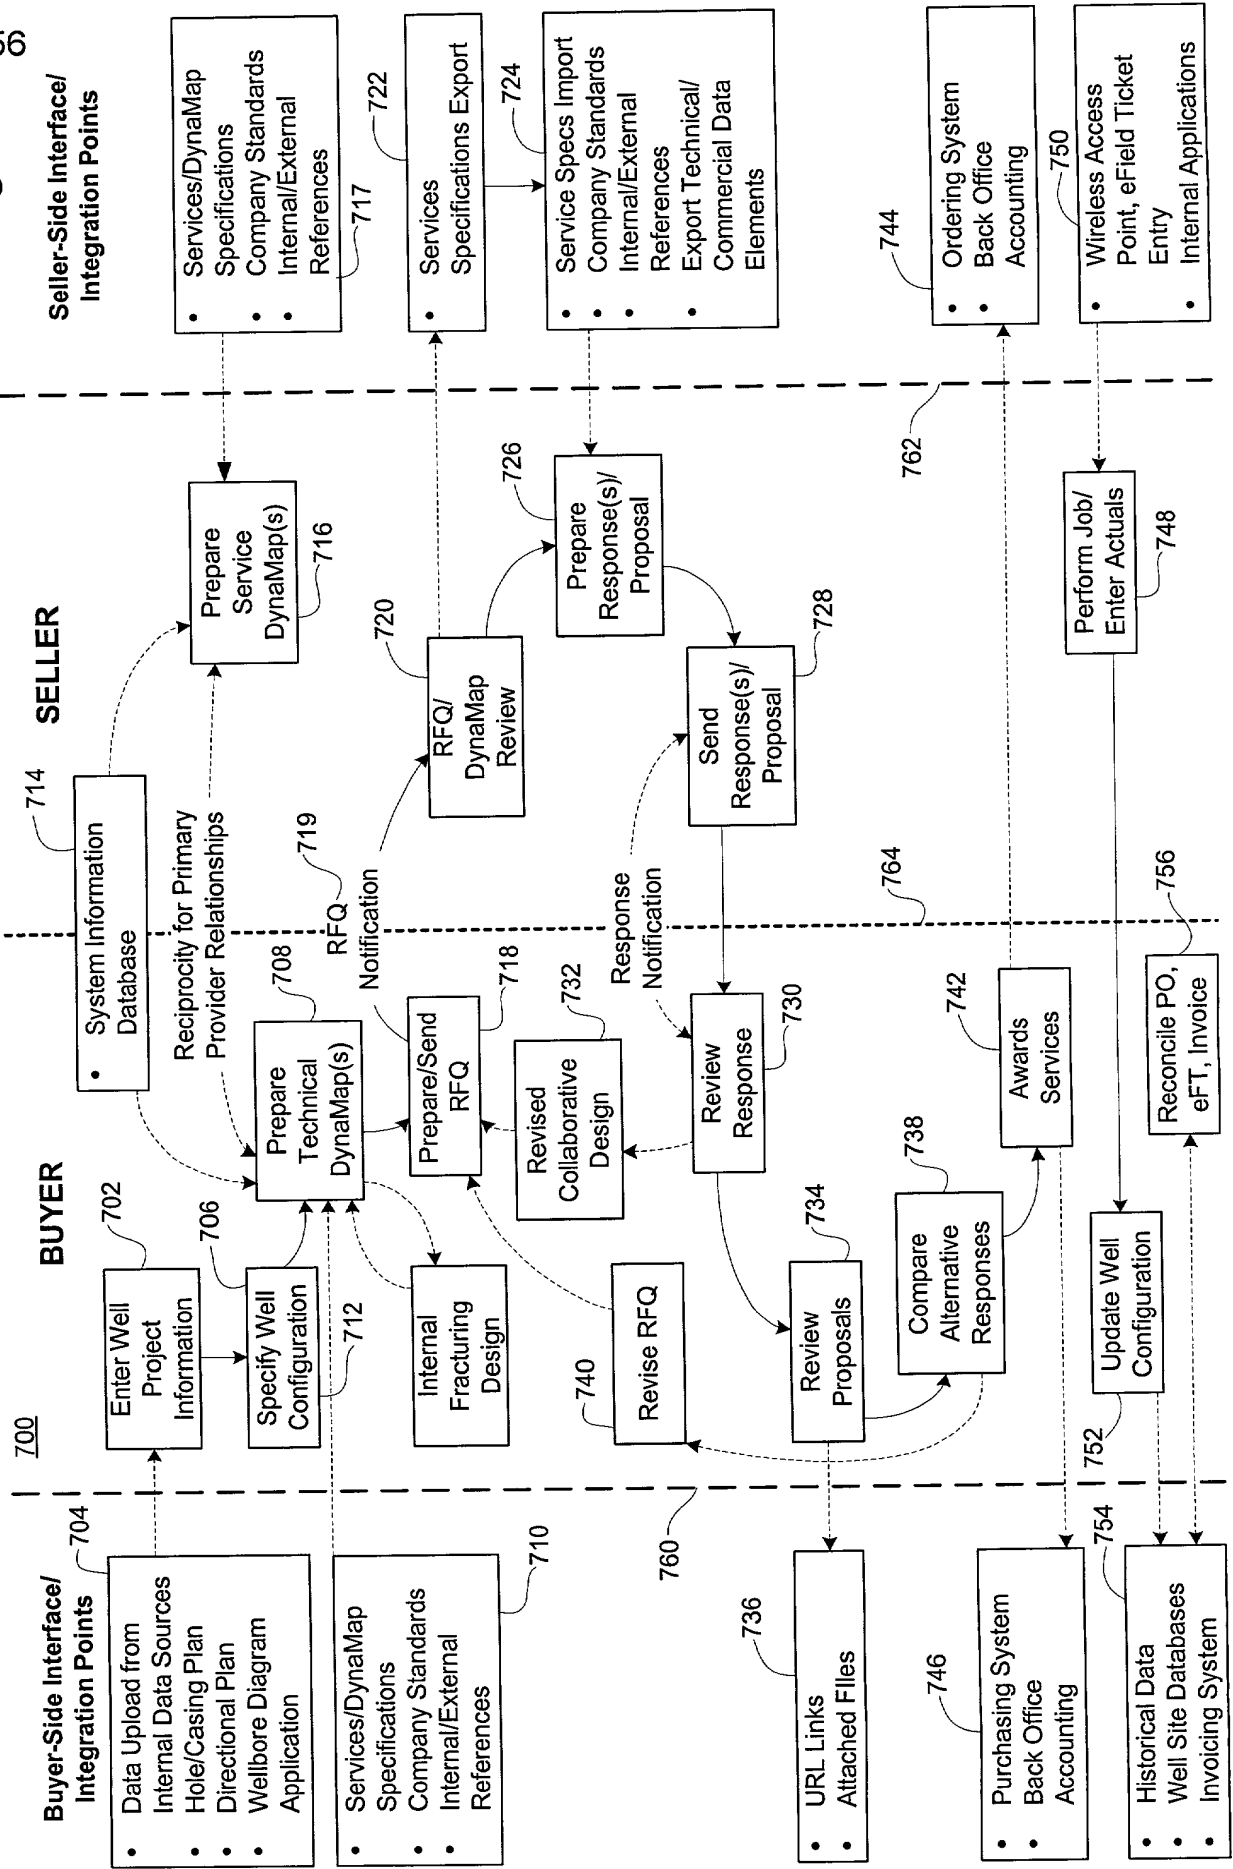 56
700
Buyer-Side Interface/
Integration Points
BUYER
SELLER
Seller-Side Interface/
Integration Points
704
• Data Upload from
Internal Data Sources
• Hole/Casing Plan
• Directional Plan
• Wellbore Diagram
Application
702
Enter Well
Project
Information
706
Specify Well
Configuration
712
Internal
Fracturing
Design
• Services/DynaMap
Specifications
• Company Standards
• Internal/External
References
710
714
• System Information
Database
Reciprocity for Primary
Provider Relationships
708
Prepare
Technical
DynaMap(s)
Prepare
Service
DynaMap(s)
716
• Services/DynaMap
Specifications
• Company Standards
• Internal/External
References
717
RFQ
Notification
719
Prepare/Send
RFQ
718
720
RFQ/
DynaMap
Review
722
• Services
Specifications Export
724
• Service Specs Import
• Company Standards
• Internal/External
References
• Export Technical/
Commercial Data
Elements
726
Prepare
Response(s)/
Proposal
Send
Response(s)/
Proposal
728
Response
Notification
732
Revised
Collaborative
Design
Review
Response
730
740
Revise RFQ
Review
Proposals
734
760
736
• URL Links
• Attached FIles
738
Compare
Alternative
Responses
764
762
742
Awards
Services
744
• Ordering System
• Back Office
Accounting
746
• Purchasing System
• Back Office
Accounting
750
• Wireless Access
Point, eField Ticket
Entry
• Internal Applications
Perform Job/
Enter Actuals
748
Update Well
Configuration
752
754
• Historical Data
• Well Site Databases
• Invoicing System
756
Reconcile PO,
eFT, Invoice